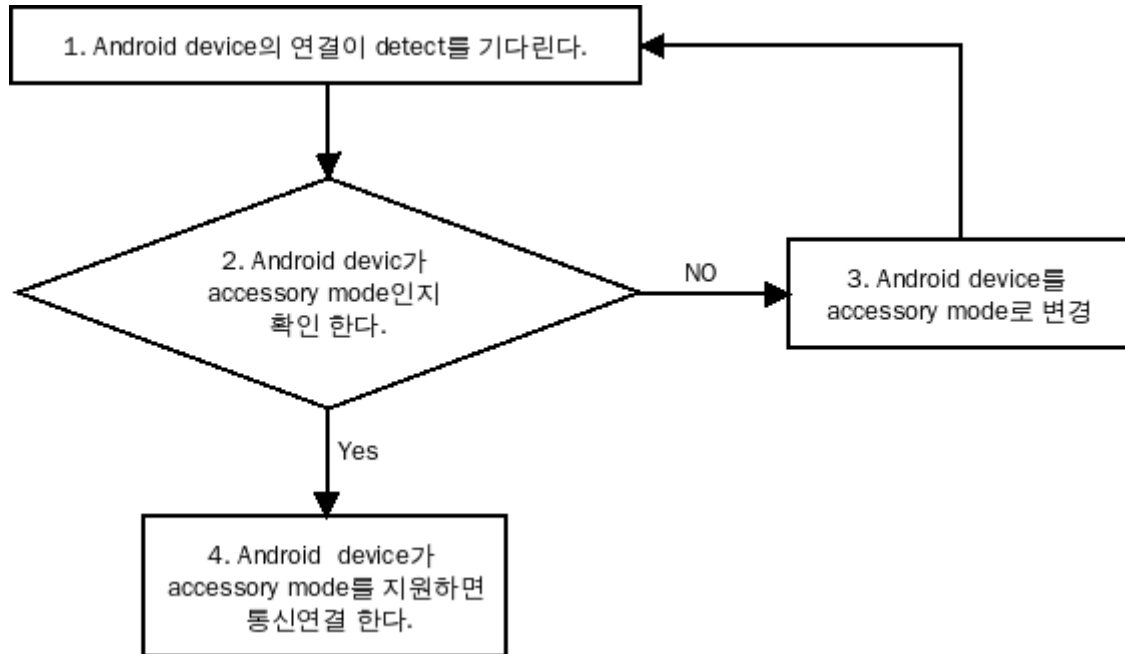 1. Android device의 연결이 detect를 기다린다.
2. Android devic가
accessory mode인지
확인 한다.
NO
3. Android device를
accessory mode로 변경
Yes
4. Android device가
accessory mode를 지원하면
통신연결 한다.